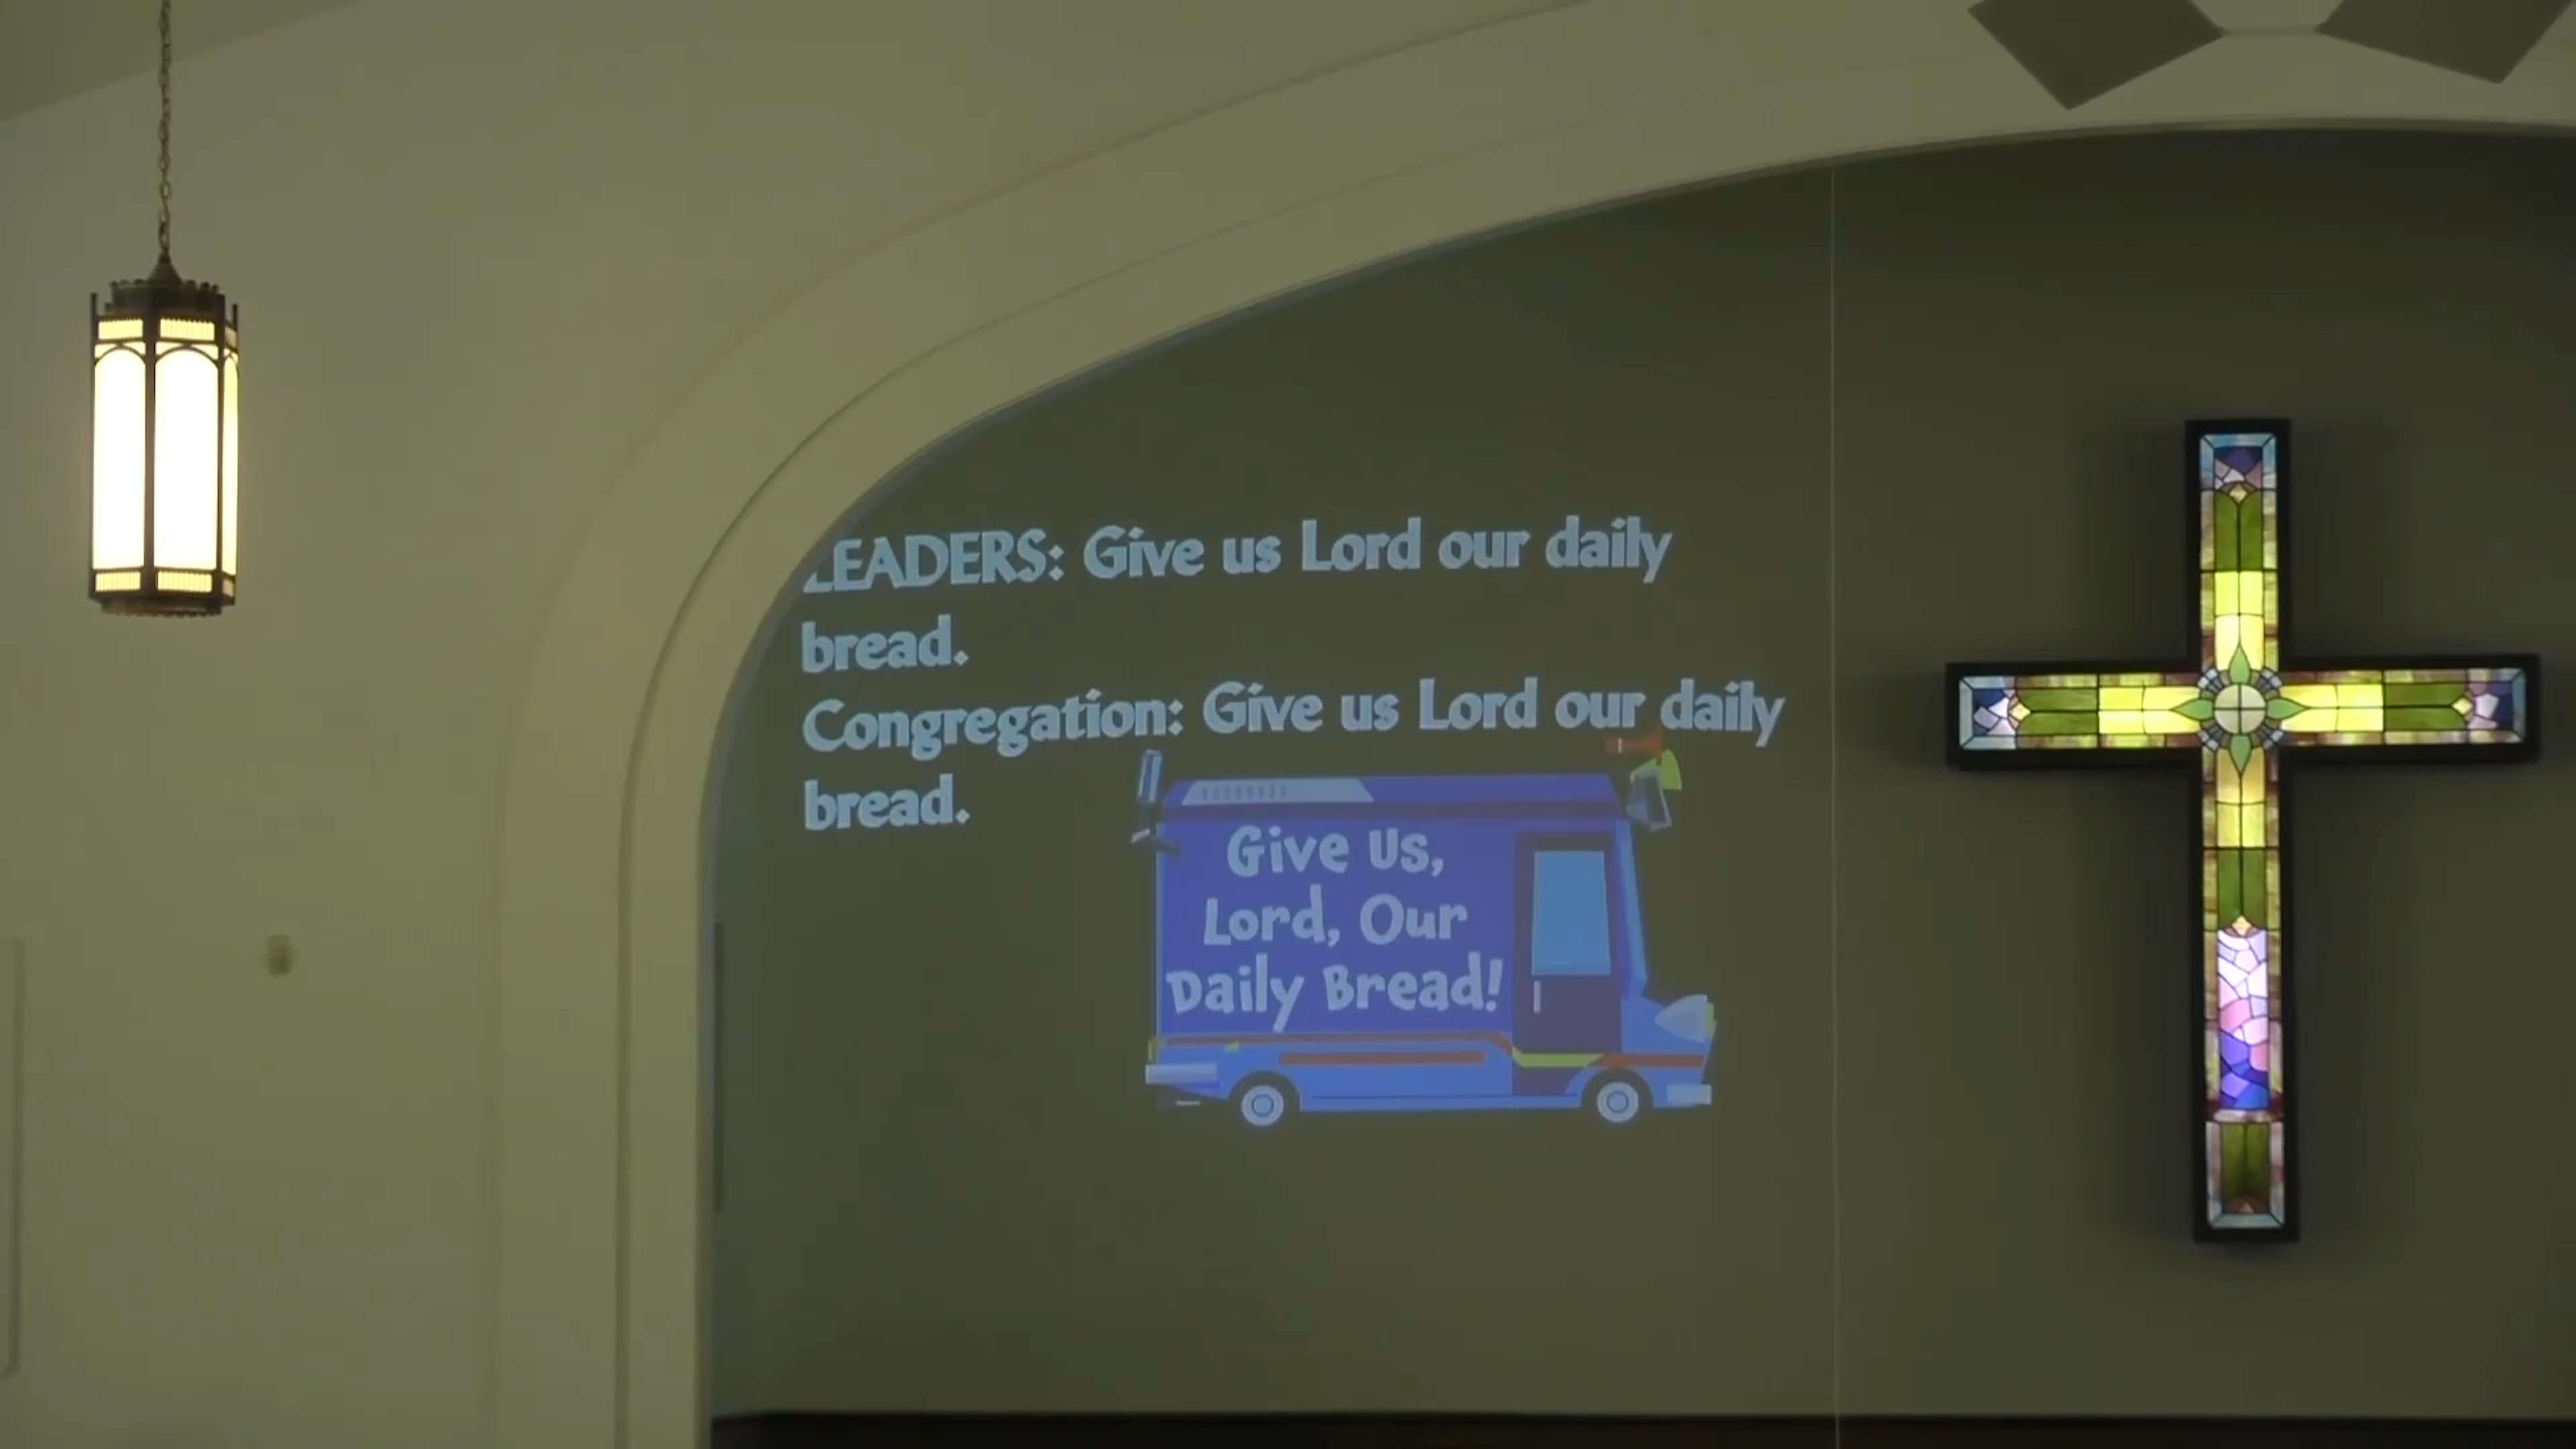 LEADERS: Give us Lord our daily
bread.
Congregation: Give us Lord our daily
bread.
Give Us,
Lord, Our
Daily Bread!